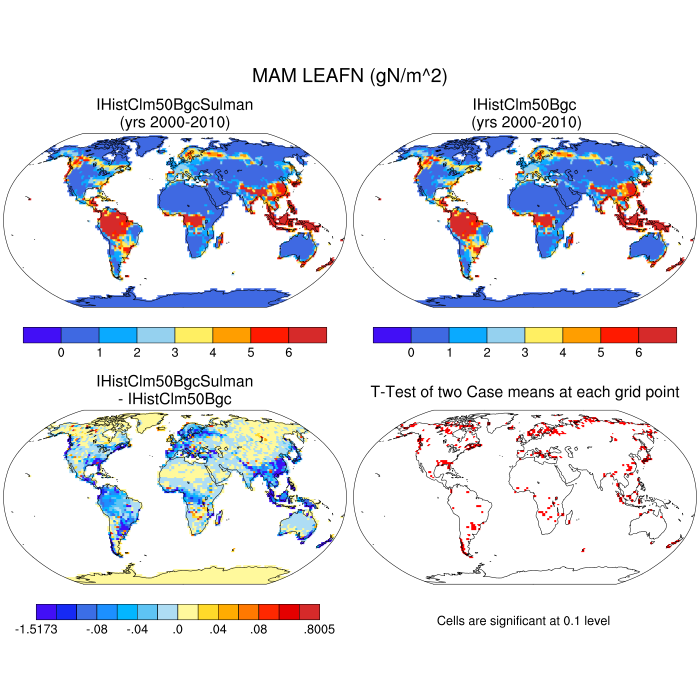 MAM LEAFN (gN/m^2)
IHistClm50BgcSulman
(yrs 2000-2010)
IHistClm50Bgc
(yrs 2000-2010)
0 1 2 3 4 5 6
0 1 2 3 4 5 6
IHistClm50BgcSulman
- IHistClm50Bgc
T-Test of two Case means at each grid point
-1.5173 -.08 -.04 .0 .04 .08 .8005
Cells are significant at 0.1 level